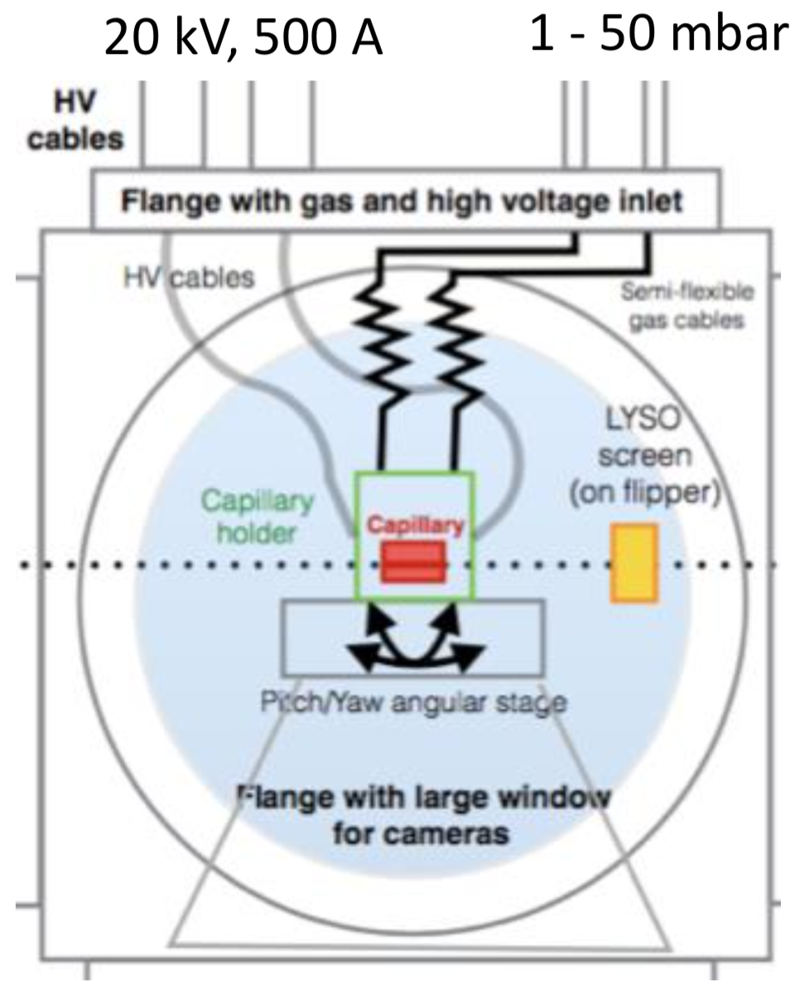 20 kV, 500 A
1 - 50 mbar
HV
cables
Flange with gas and high voltage inlet
HV cables
Semi-flexible
gas cables
LYSO
screen
(on flipper)
Capillary
holder
Capillary
Pitch/Yaw angular stage
Flange with large window
for cameras